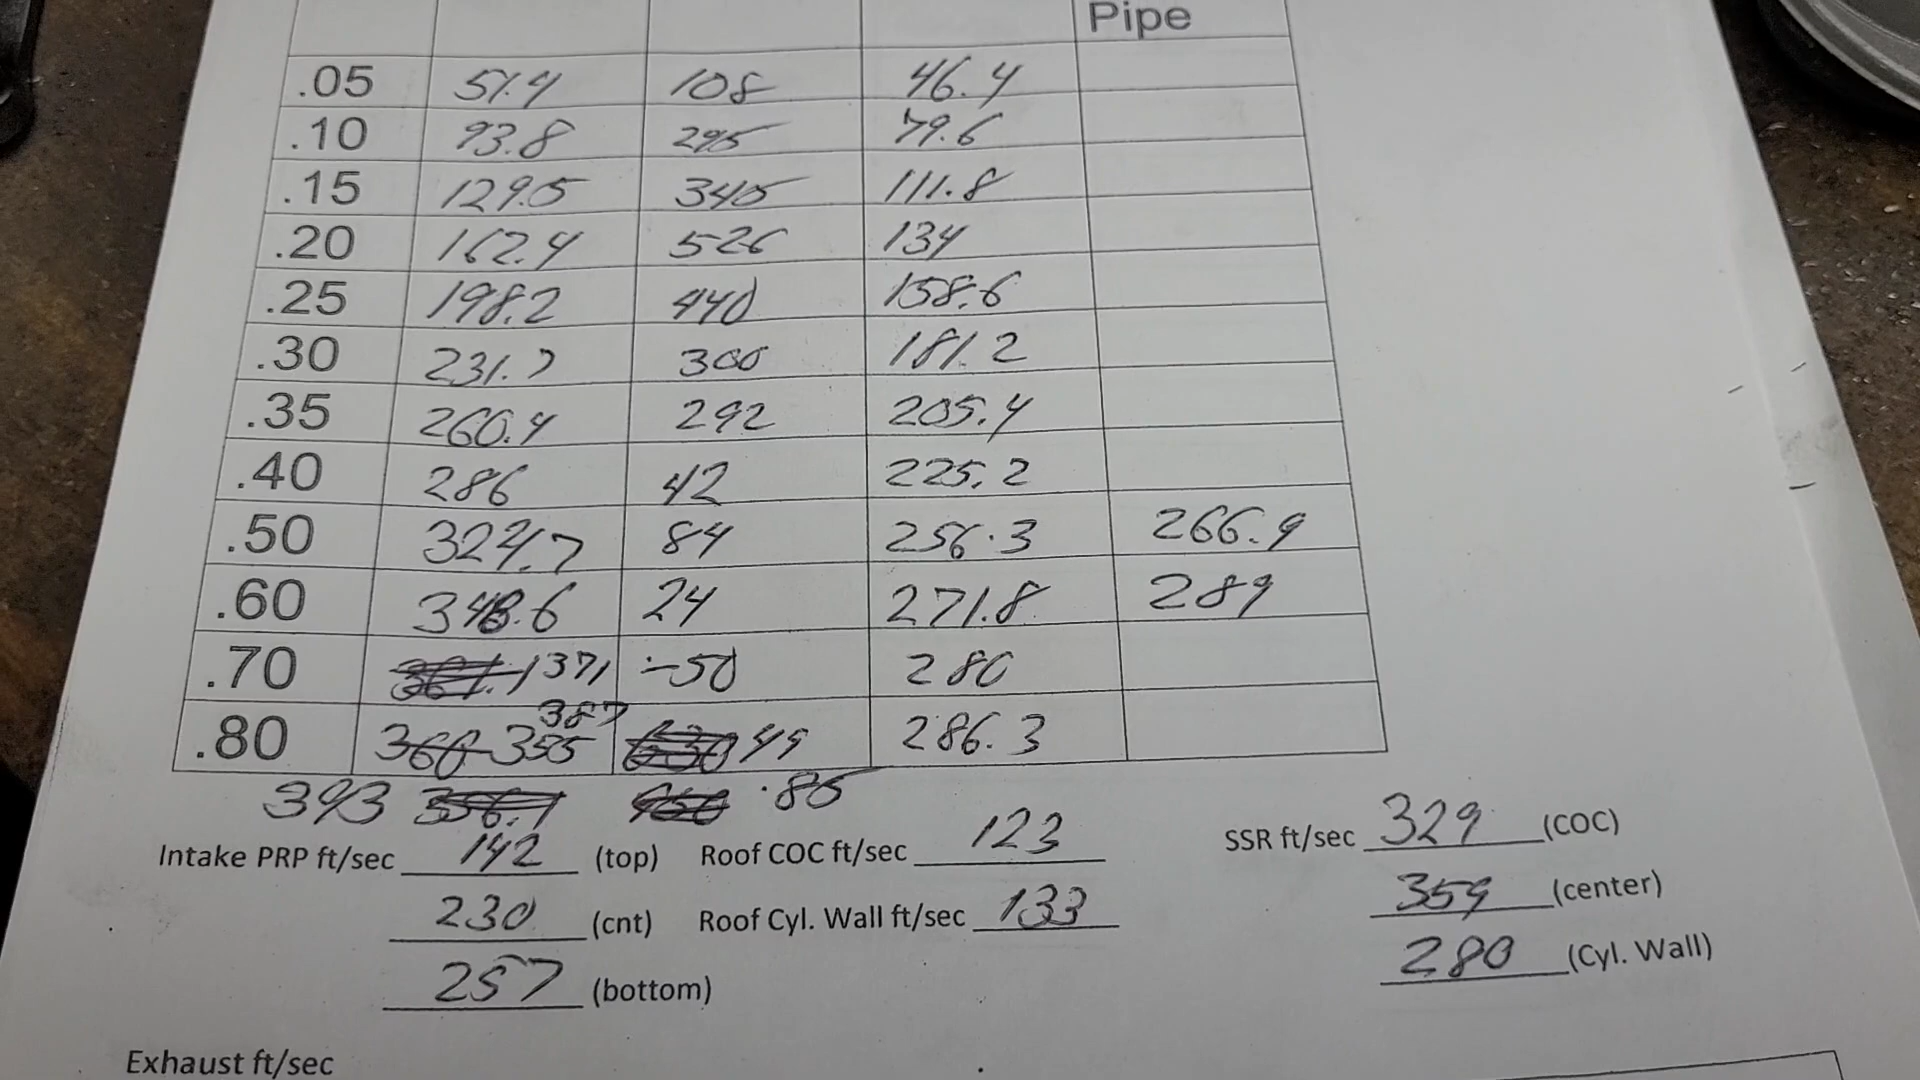 Pipe
.05 51.4 108 46.4
.10 93.8 295 79.6
.15 129.5 345 111.8
.20 162.4 526 134
.25 198.2 440 158.6
.30 231.7 300 181.2
.35 260.4 292 205.4
.40 286 42 225.2
.50 324.7 84 256.3 266.9
.60 348.6 24 271.8 289
.70 371 -50 280
387
.80 360 355 49 286.3
393 356.1 .85
Intake PRP ft/sec 142 (top) Roof COC ft/sec 123 SSR ft/sec 329 (COC)
230 (cnt) Roof Cyl. Wall ft/sec 133 359 (center)
257 (bottom) 280 (Cyl. Wall)
Exhaust ft/sec